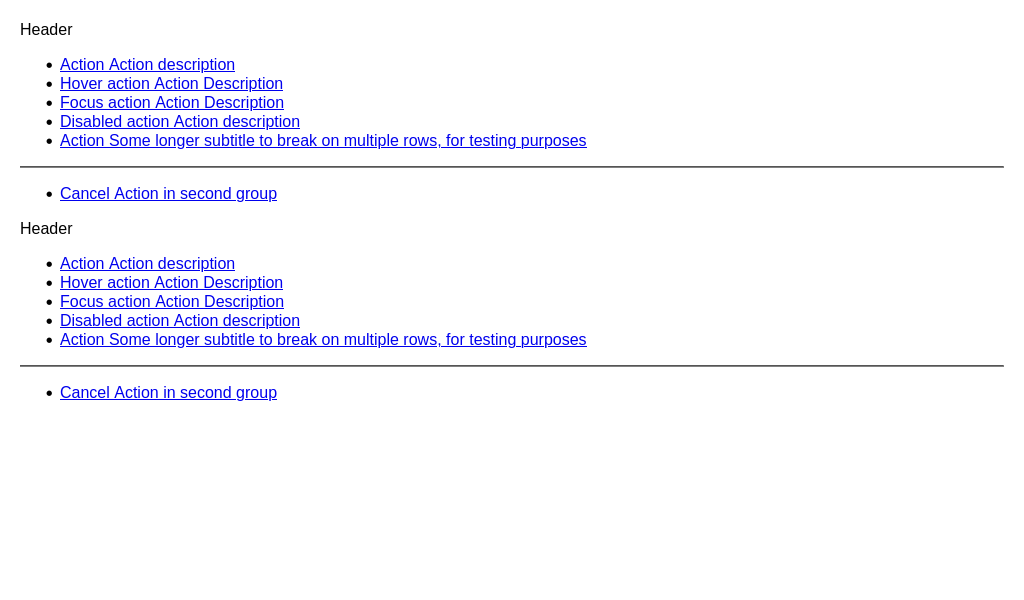 Header
Action Action description
Hover action Action Description
Focus action Action Description
Disabled action Action description
Action Some longer subtitle to break on multiple rows, for testing purposes
Cancel Action in second group
Header
Action Action description
Hover action Action Description
Focus action Action Description
Disabled action Action description
Action Some longer subtitle to break on multiple rows, for testing purposes
Cancel Action in second group